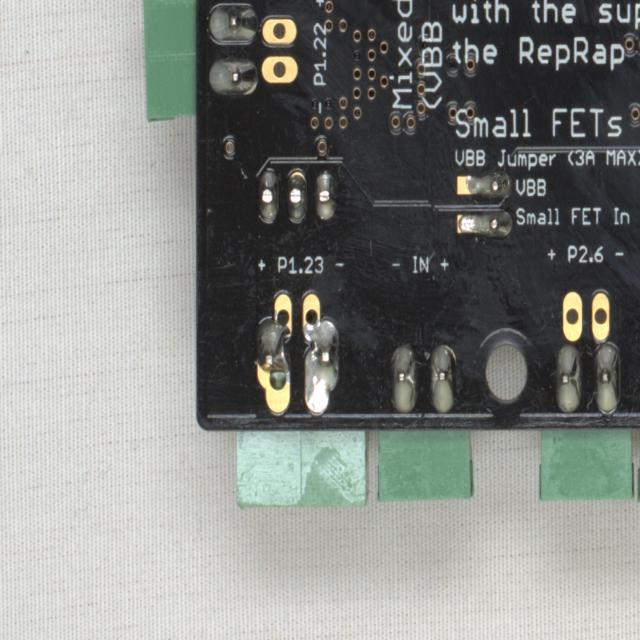 with the
the RepRap
- P1.22 +
Mixed
(VBB
Small FETs
VBB Jumper (3A MAX)
VBB
Small FET In
+ P1.23 -
- IN +
+ P2.6 -